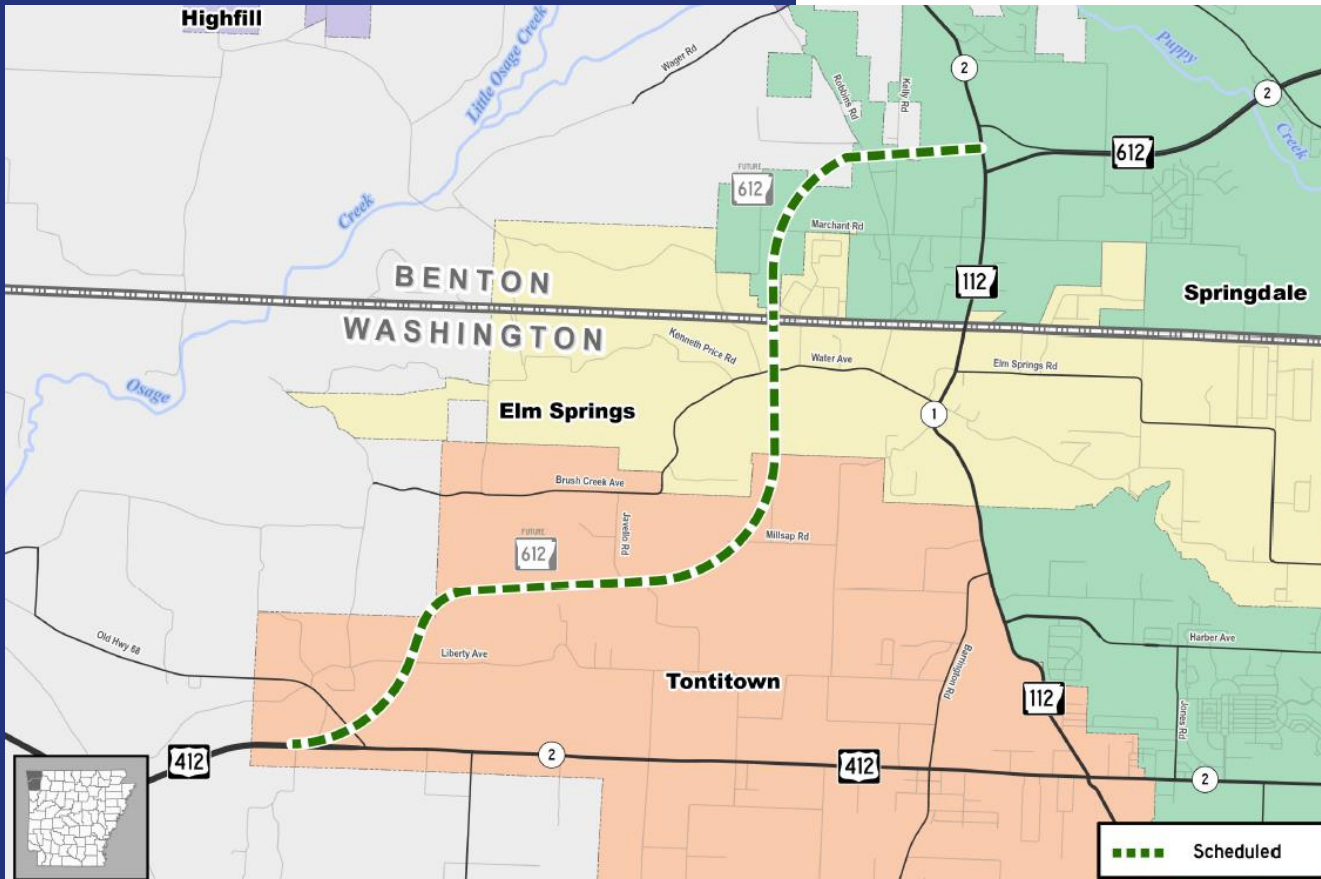 Highfill
Little Osage Creek
Wager Rd
Robbins Rd
Kelly Rd
2
Puppy
Creek
2
612
FUTURE
612
Marchant Rd
Creek
BENTON
WASHINGTON
112
Springdale
Osage
Kenneth Price Rd
Water Ave
Elm Springs Rd
Elm Springs
1
Brush Creek Ave
Javello Rd
Millsap Rd
FUTURE
612
Old Hwy 68
Liberty Ave
Barrington Rd
Harber Ave
Tontitown
112
Jones Rd
412
2
412
2
Scheduled